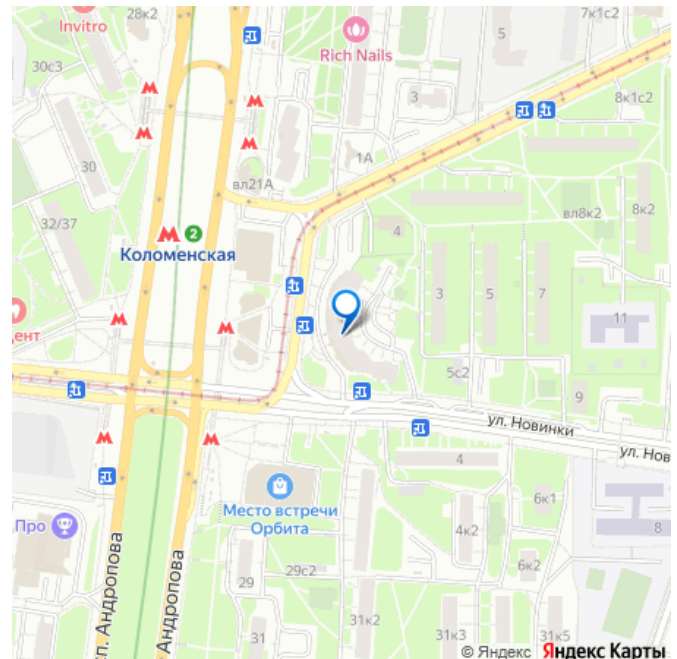 Invitro
28к2
30с3
Rich Nails
5
7к1с2
3
8к1с2
30
1А
вл21А
32/37
вл8к2
8к2
4
М 2
Коломенская
3
5
7
11
ент
5с2
9
ул. Новинки
ул. Нов
4
Место встречи
Орбита
6к1
Про
4к2
8
6к2
29
29с2
сп. Андропова
Андропова
31
31к2
31к3
31к5
© Яндекс Яндекс Карты